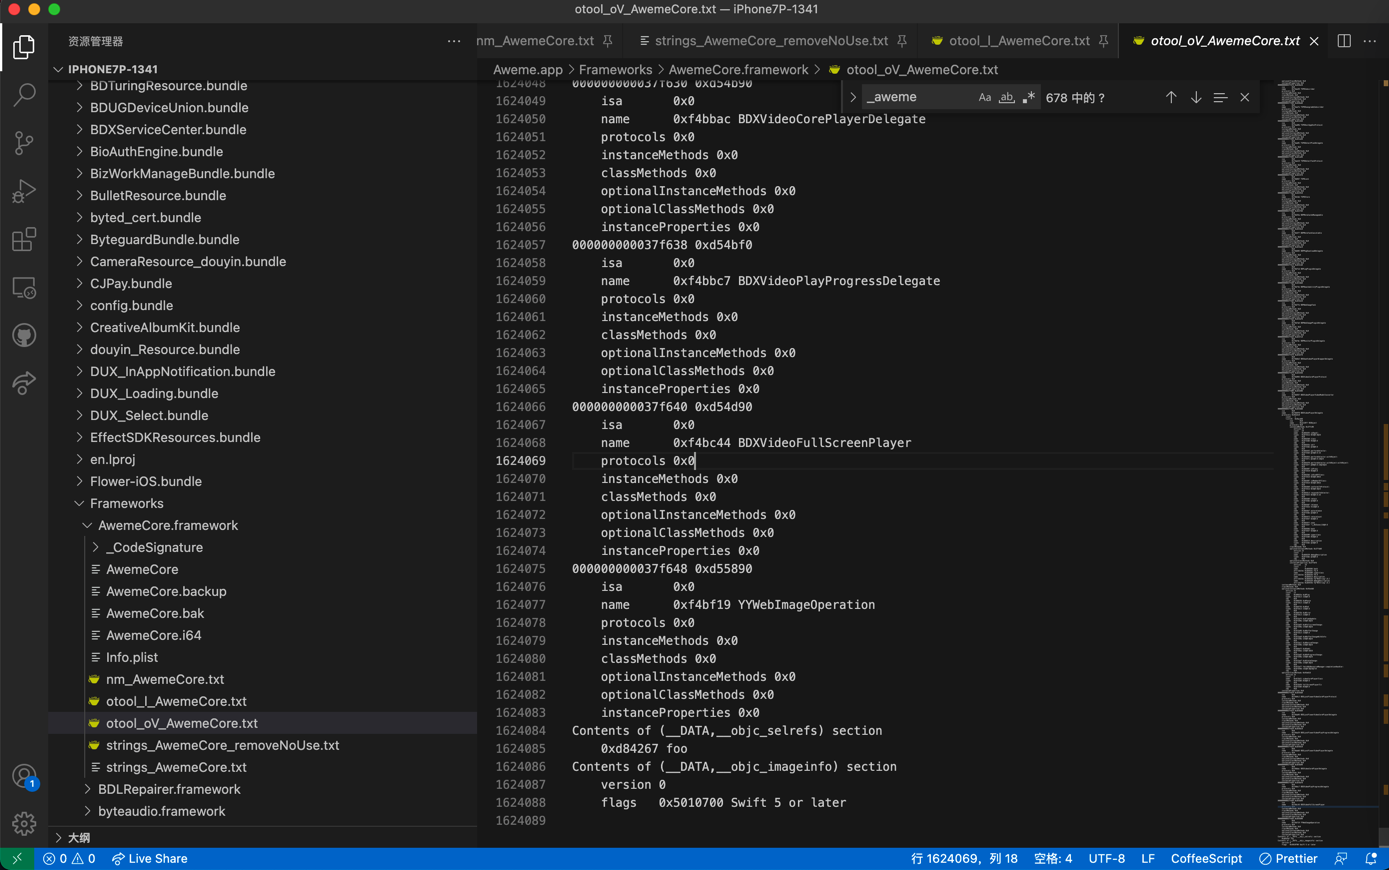 otool_oV_AwemeCore.txt — iPhone7P-1341
资源管理器
nm_AwemeCore.txt
strings_AwemeCore_removeNoUse.txt
otool_l_AwemeCore.txt
otool_oV_AwemeCore.txt
IPHONE7P-1341
Aweme.app > Frameworks > AwemeCore.framework > otool_oV_AwemeCore.txt
_aweme
Aa
ab
678 中的 ?
BDTuringResource.bundle
BDUGDeviceUnion.bundle
BDXServiceCenter.bundle
BioAuthEngine.bundle
BizWorkManageBundle.bundle
BulletResource.bundle
byted_cert.bundle
ByteguardBundle.bundle
CameraResource_douyin.bundle
CJPay.bundle
config.bundle
CreativeAlbumKit.bundle
douyin_Resource.bundle
DUX_InAppNotification.bundle
DUX_Loading.bundle
DUX_Select.bundle
EffectSDKResources.bundle
en.lproj
Flower-iOS.bundle
Frameworks
AwemeCore.framework
_CodeSignature
AwemeCore
AwemeCore.backup
AwemeCore.bak
AwemeCore.i64
Info.plist
nm_AwemeCore.txt
otool_l_AwemeCore.txt
otool_oV_AwemeCore.txt
strings_AwemeCore_removeNoUse.txt
strings_AwemeCore.txt
BDLRepairer.framework
byteaudio.framework
大纲
1624048 000000000037f630 0xd54b90
1624049 isa 0x0
1624050 name 0xf4bbac BDXVideoCorePlayerDelegate
1624051 protocols 0x0
1624052 instanceMethods 0x0
1624053 classMethods 0x0
1624054 optionalInstanceMethods 0x0
1624055 optionalClassMethods 0x0
1624056 instanceProperties 0x0
1624057 000000000037f638 0xd54bf0
1624058 isa 0x0
1624059 name 0xf4bbc7 BDXVideoPlayProgressDelegate
1624060 protocols 0x0
1624061 instanceMethods 0x0
1624062 classMethods 0x0
1624063 optionalInstanceMethods 0x0
1624064 optionalClassMethods 0x0
1624065 instanceProperties 0x0
1624066 000000000037f640 0xd54d90
1624067 isa 0x0
1624068 name 0xf4bc44 BDXVideoFullScreenPlayer
1624069 protocols 0x0
1624070 instanceMethods 0x0
1624071 classMethods 0x0
1624072 optionalInstanceMethods 0x0
1624073 optionalClassMethods 0x0
1624074 instanceProperties 0x0
1624075 000000000037f648 0xd55890
1624076 isa 0x0
1624077 name 0xf4bf19 YYWebImageOperation
1624078 protocols 0x0
1624079 instanceMethods 0x0
1624080 classMethods 0x0
1624081 optionalInstanceMethods 0x0
1624082 optionalClassMethods 0x0
1624083 instanceProperties 0x0
1624084 Contents of (__DATA,__objc_selrefs) section
1624085 0xd84267 foo
1624086 Contents of (__DATA,__objc_imageinfo) section
1624087 version 0
1624088 flags 0x5010700 Swift 5 or later
1624089
1
0 0 Live Share
行 1624069，列 18 空格: 4 UTF-8 LF CoffeeScript Prettier